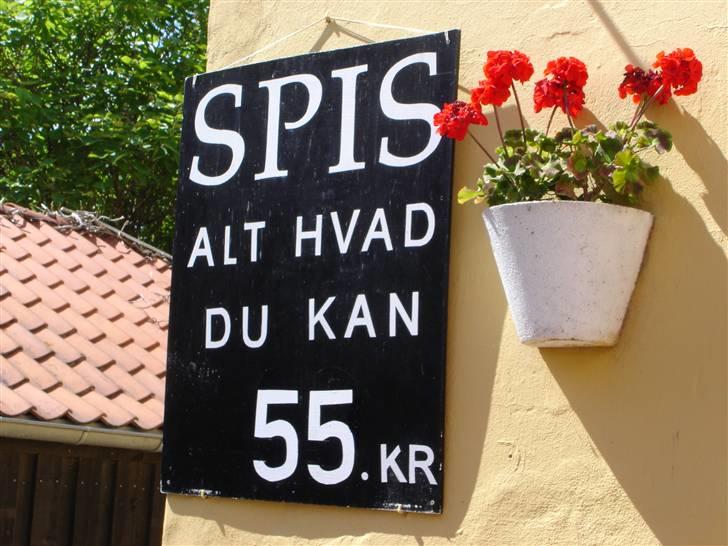 SPIS
ALT HVAD
DU KAN
55.KR